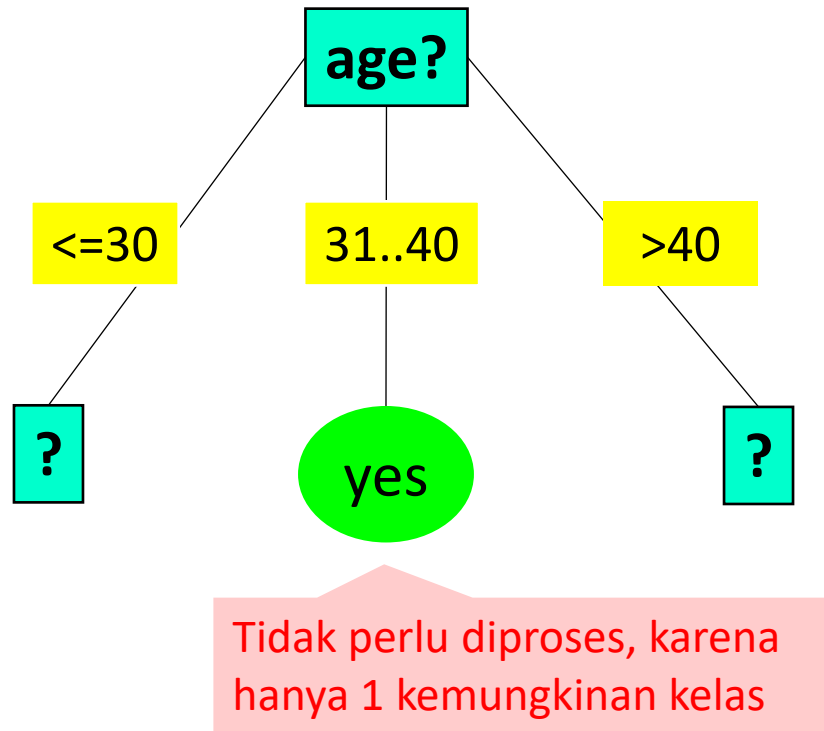 age?
<=30
31..40
>40
?
yes
?
Tidak perlu diproses, karena
hanya 1 kemungkinan kelas